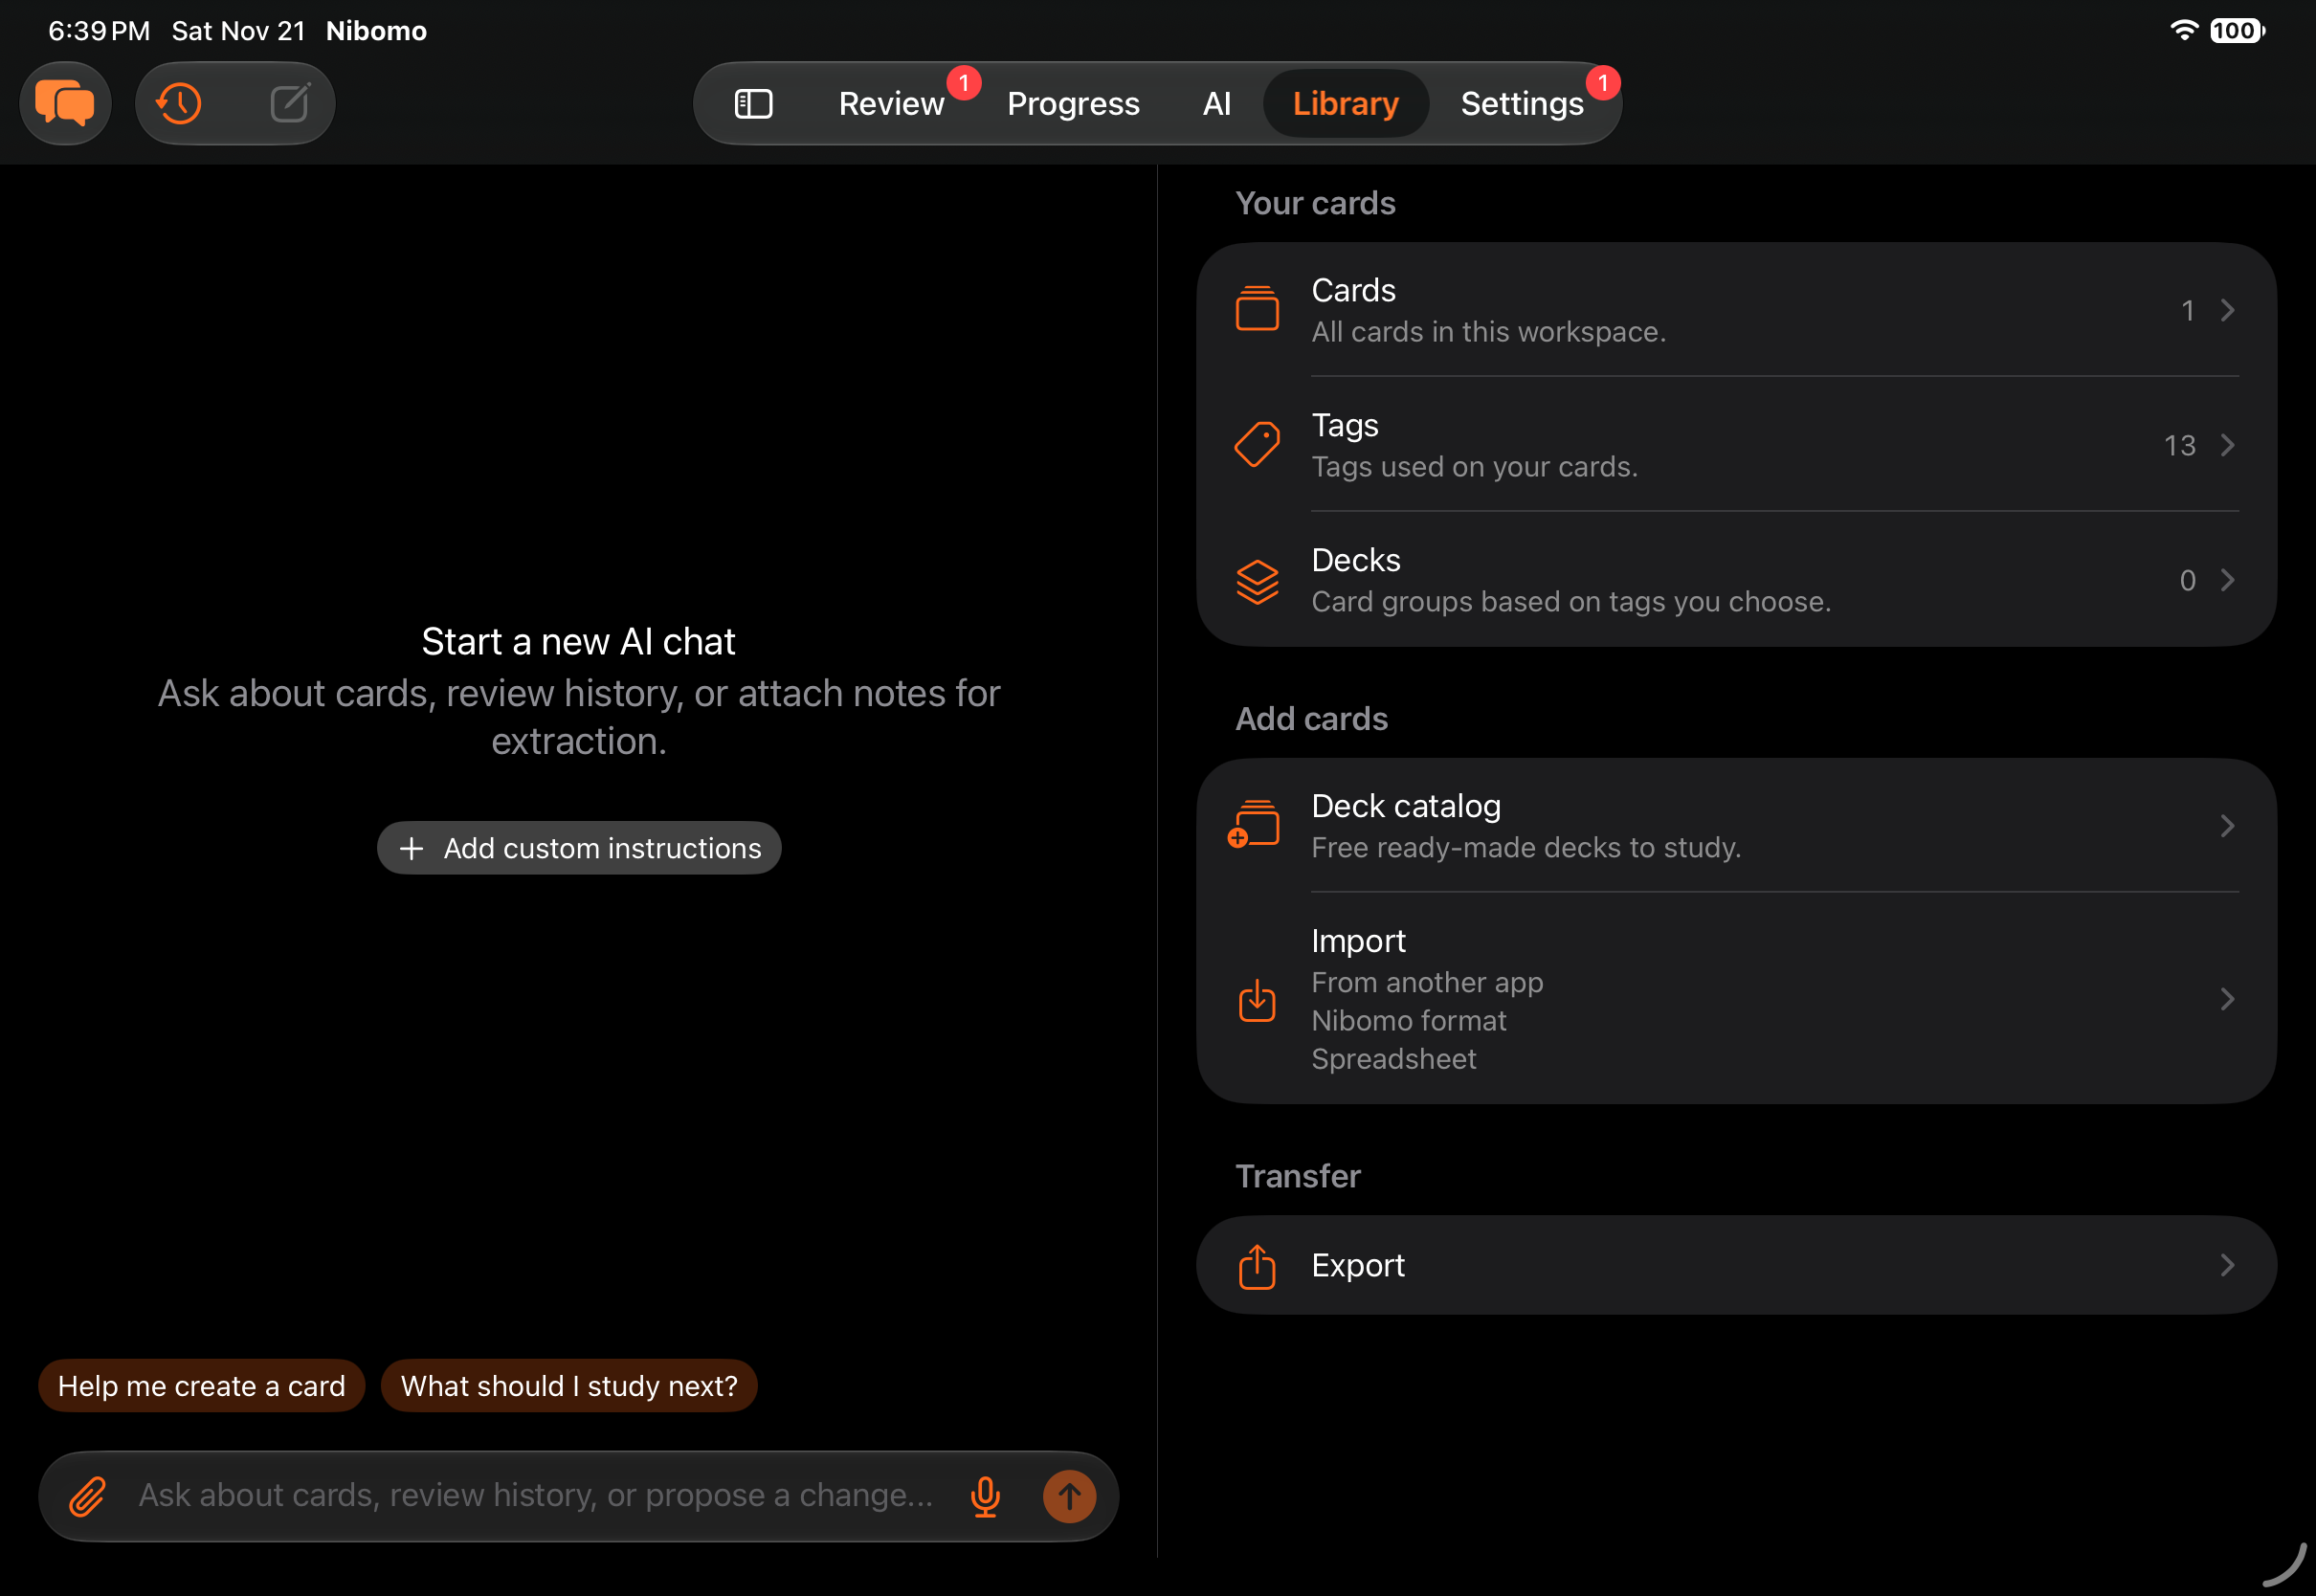 6:39 PM Sat Nov 21 Nibomo
100
Review 1
Progress
AI
Library
Settings 1
Start a new AI chat
Ask about cards, review history, or attach notes for
extraction.
+ Add custom instructions
Help me create a card
What should I study next?
Ask about cards, review history, or propose a change...
Your cards
Cards
All cards in this workspace.
1
Tags
Tags used on your cards.
13
Decks
Card groups based on tags you choose.
0
Add cards
Deck catalog
Free ready-made decks to study.
Import
From another app
Nibomo format
Spreadsheet
Transfer
Export